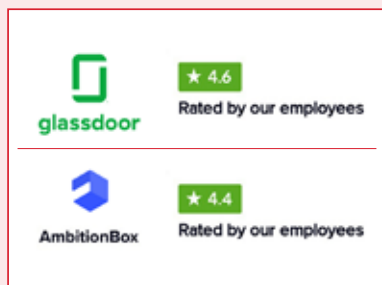 ★ 4.6
glassdoor
Rated by our employees
★ 4.4
AmbitionBox
Rated by our employees